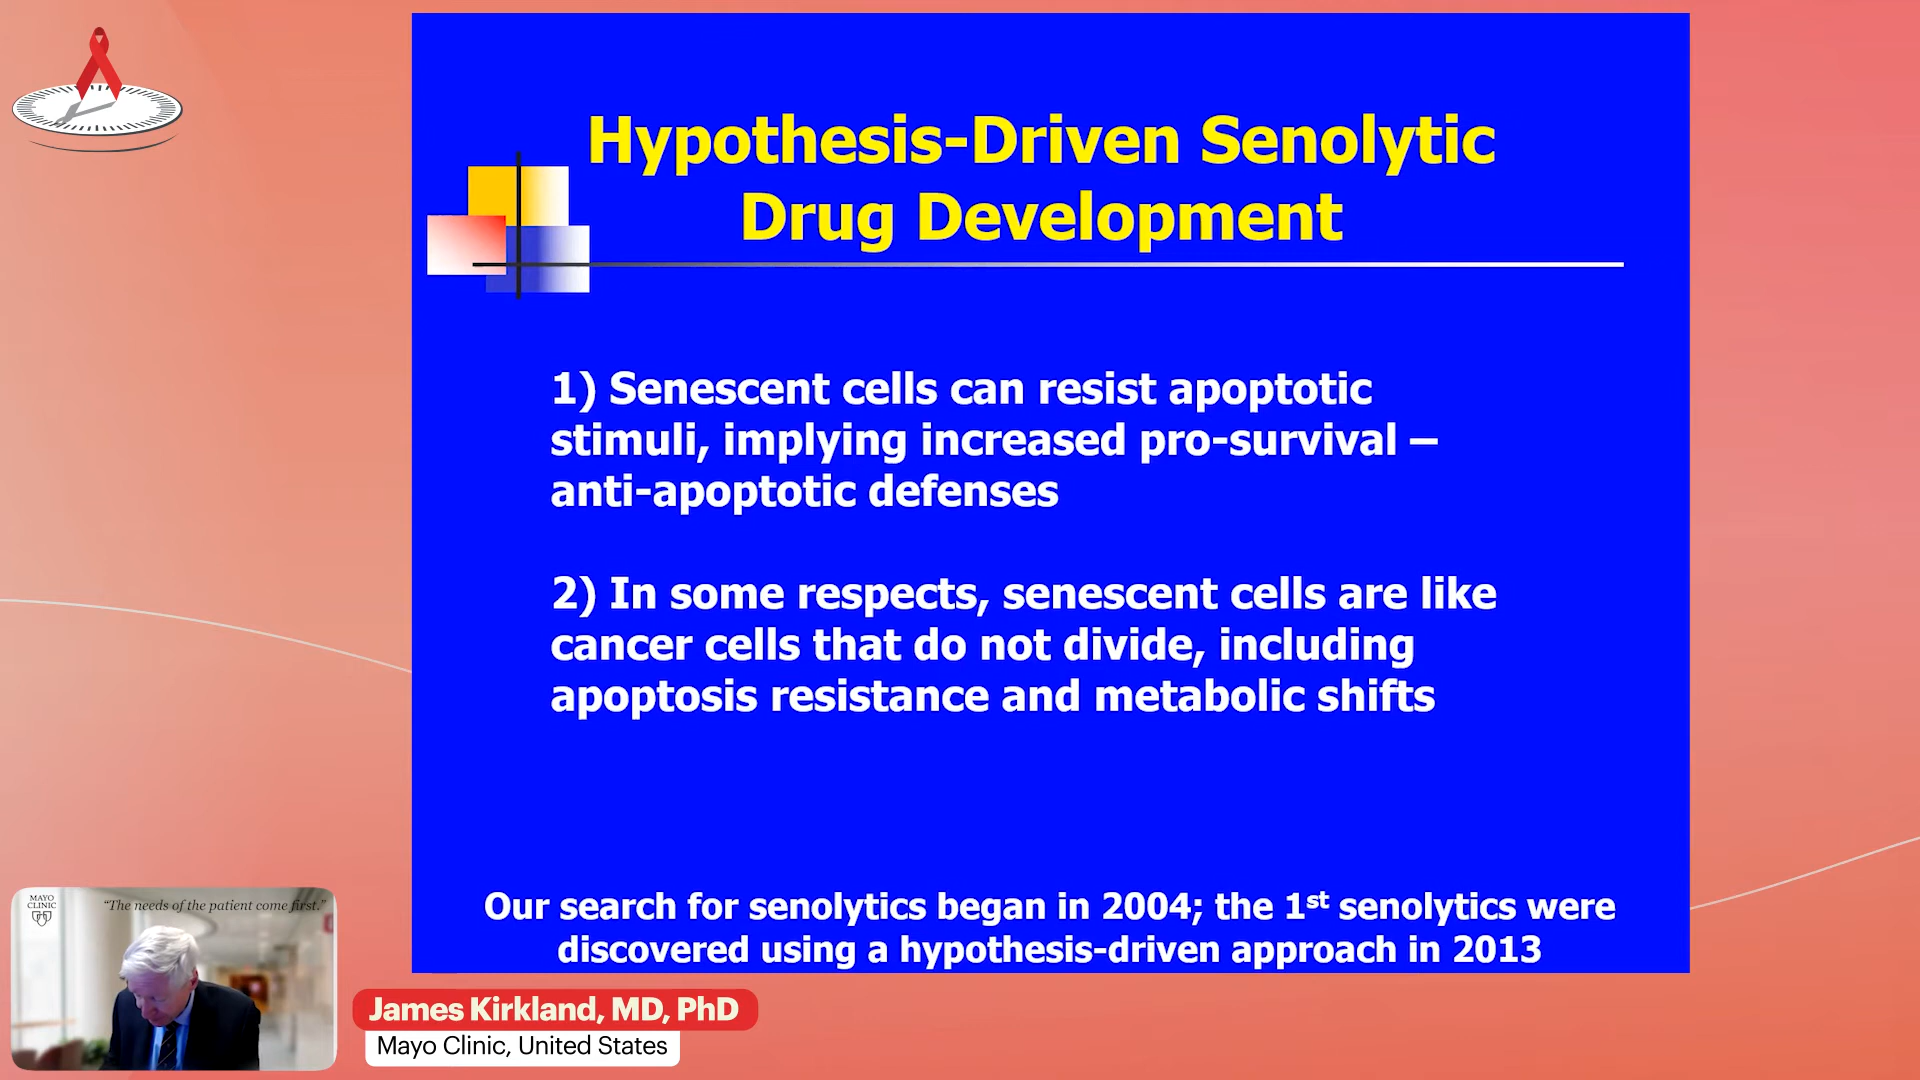 Hypothesis-Driven Senolytic
Drug Development
1) Senescent cells can resist apoptotic
stimuli, implying increased pro-survival –
anti-apoptotic defenses
2) In some respects, senescent cells are like
cancer cells that do not divide, including
apoptosis resistance and metabolic shifts
Our search for senolytics began in 2004; the 1st senolytics were
discovered using a hypothesis-driven approach in 2013
MAYO
CLINIC
“The needs of the patient come first.”
James Kirkland, MD, PhD
Mayo Clinic, United States